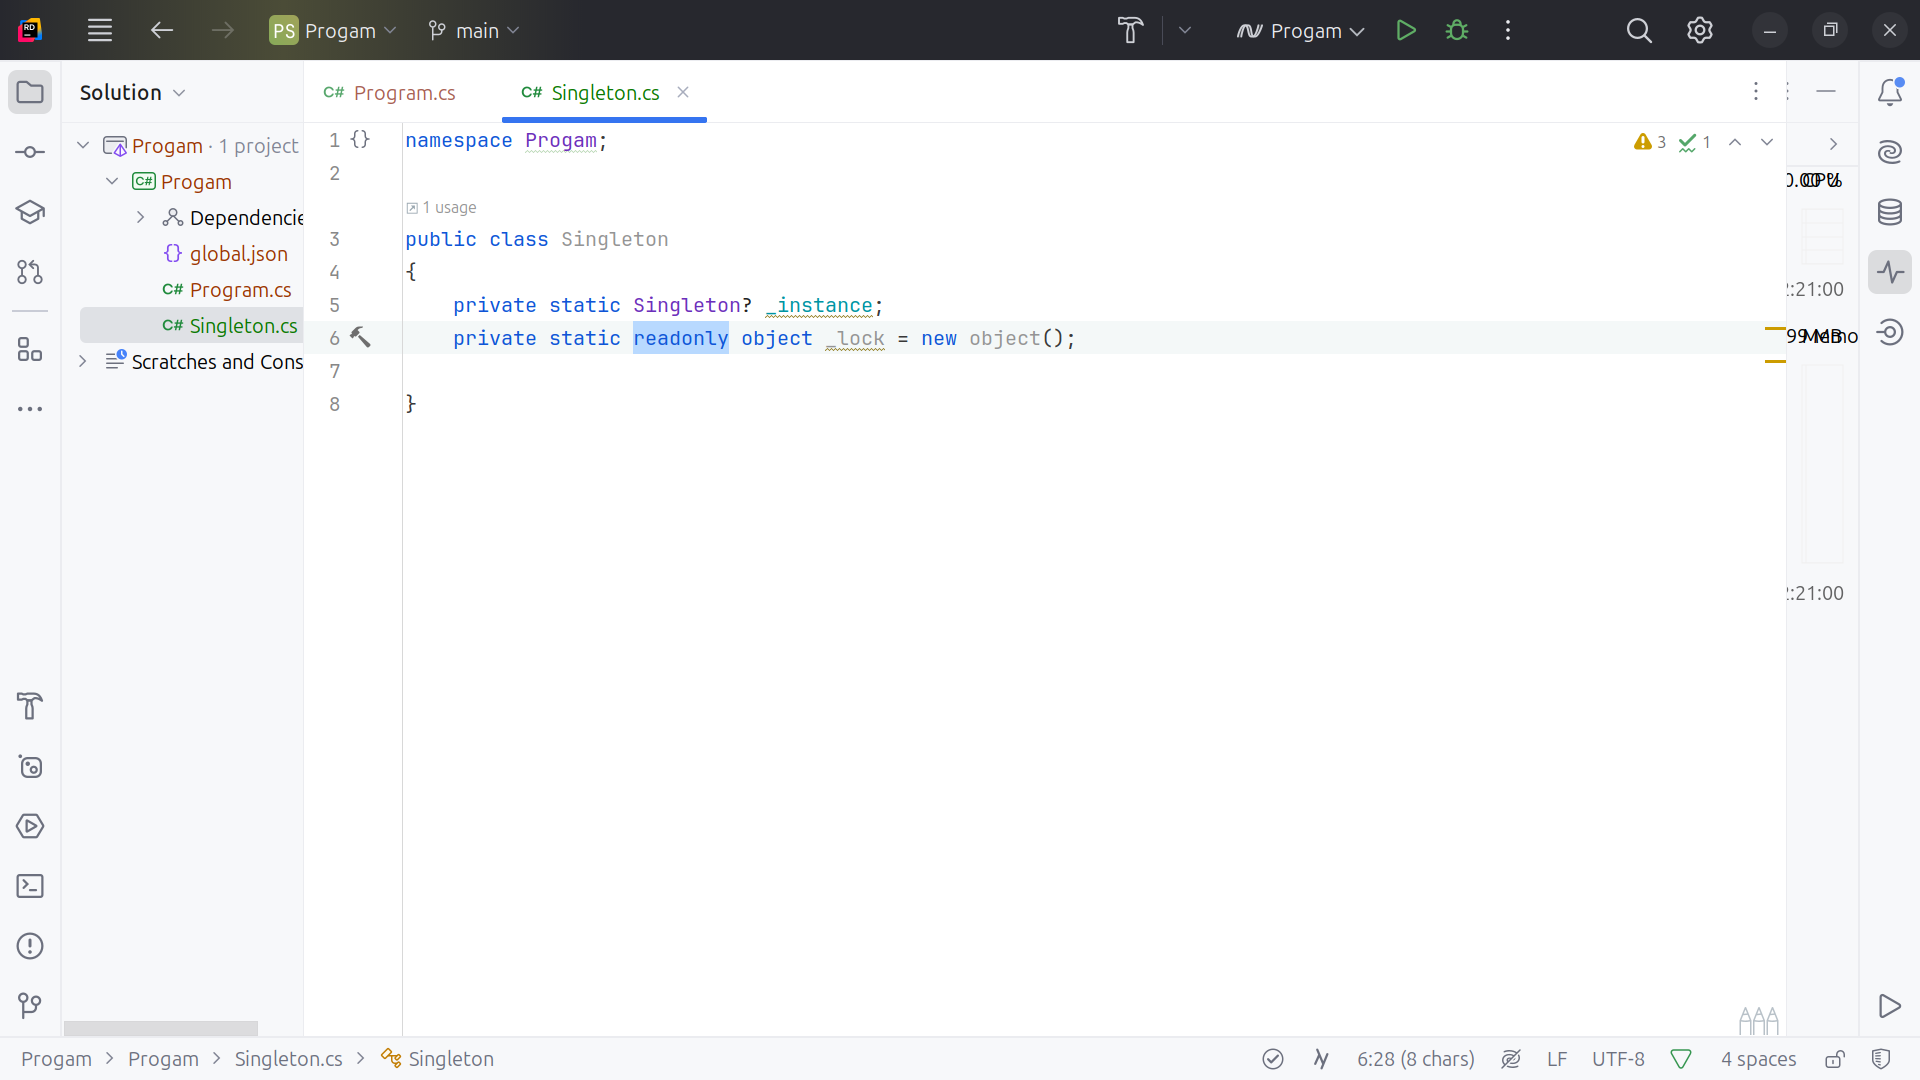 RD
PS Progam
main
Progam
Solution
C# Program.cs
C# Singleton.cs
Progam · 1 project
C# Progam
Dependencie
{} global.json
C# Program.cs
C# Singleton.cs
Scratches and Cons
1 {} namespace Progam;
2
1 usage
3 public class Singleton
4 {
5 private static Singleton? _instance;
6 private static readonly object _lock = new object();
7
8 }
3
1
CPU
:21:00
99 MB
Memo
:21:00
Progam > Progam > Singleton.cs > Singleton
6:28 (8 chars)
LF
UTF-8
4 spaces